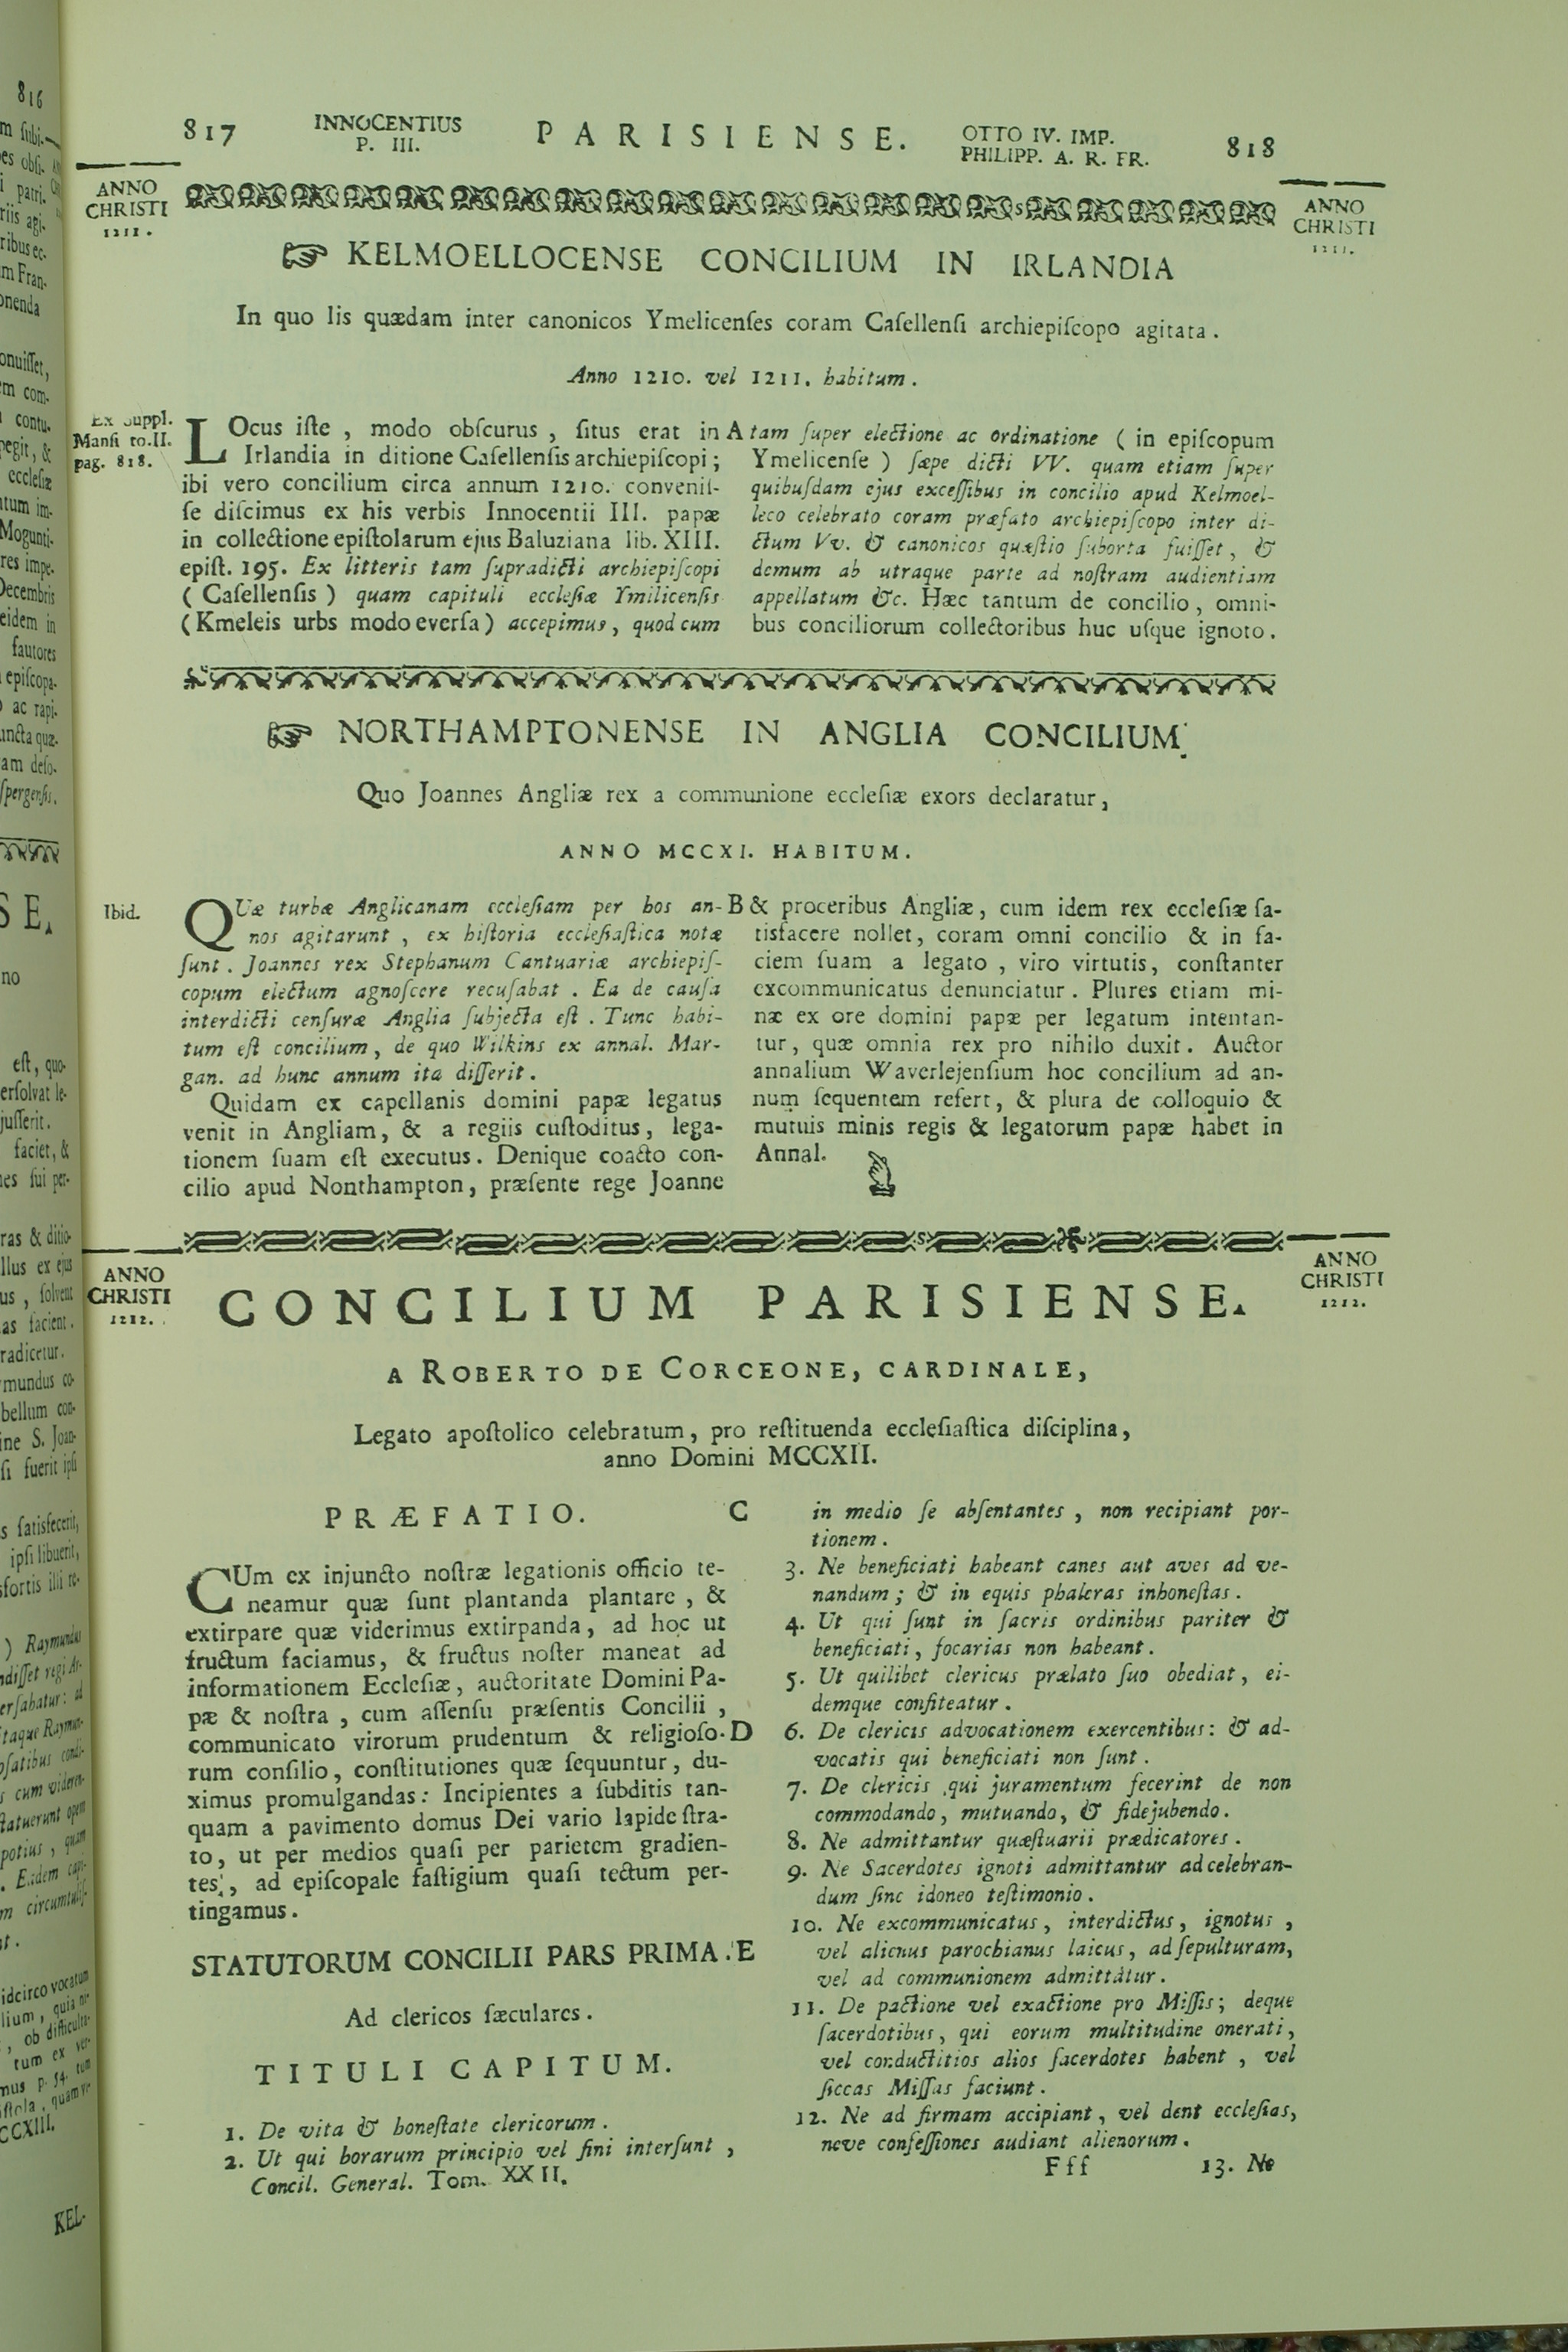 816
817
INNOCENTIUS
P. III.
PARISIENSE.
OTTO IV. IMP.
PHILIPP. A. R. FR.
818
ANNO
CHRISTI
1211.
ANNO
CHRISTI
1211.
☞ KELMOELLOCENSE CONCILIUM IN IRLANDIA
In quo lis quædam inter canonicos Ymelicenſes coram Caſellenſi archiepiſcopo agitata.
Anno 1210. vel 1211. habitum.
Ex Suppl.
Manſi to.II.
pag. 818.
LOcus iſte, modo obſcurus, ſitus erat in
Irlandia in ditione Caſellenſis archiepiſcopi;
ibi vero concilium circa annum 1210. conveniſ-
ſe diſcimus ex his verbis Innocentii III. papæ
in collectione epiſtolarum ejus Baluziana lib. XIII.
epiſt. 195. Ex litteris tam ſupradicti archiepiſcopi
(Caſellenſis) quam capituli eccleſiæ Ymilicenſis
(Kmeleis urbs modo everſa) accepimus, quod cum
A tam ſuper electione ac ordinatione (in epiſcopum
Ymelicenſe) ſæpe dicti VV. quam etiam ſuper
quibuſdam ejus exceſſibus in concilio apud Kelmoel-
leco celebrato coram præfato archiepiſcopo inter di-
ctum Vv. & canonicos quæſtio ſuborta fuiſſet, &
demum ab utraque parte ad noſtram audientiam
appellatum &c. Hæc tantum de concilio, omni-
bus conciliorum collectoribus huc uſque ignoto.
☞ NORTHAMPTONENSE IN ANGLIA CONCILIUM.
Quo Joannes Angliæ rex a communione eccleſiæ exors declaratur,
ANNO MCCXI. HABITUM.
Ibid.
QUæ turbæ Anglicanam eccleſiam per hos an-
nos agitarunt, ex hiſtoria eccleſiaſtica notæ
ſunt. Joannes rex Stephanum Cantuariæ archiepiſ-
copum electum agnoſcere recuſabat. Ea de cauſa
interdicti cenſuræ Anglia ſubjecta eſt. Tunc habi-
tum eſt concilium, de quo Wilkins ex annal. Mar-
gan. ad hunc annum ita diſſerit.
Quidam ex capellanis domini papæ legatus
venit in Angliam, & a regiis cuſtoditus, lega-
tionem ſuam eſt executus. Denique coacto con-
cilio apud Nonthampton, præſente rege Joanne
B & proceribus Angliæ, cum idem rex eccleſiæ ſa-
tisfacere nollet, coram omni concilio & in fa-
ciem ſuam a legato, viro virtutis, conſtanter
excommunicatus denunciatur. Plures etiam mi-
næ ex ore domini papæ per legatum intentan-
tur, quæ omnia rex pro nihilo duxit. Auctor
annalium Waverlejenſium hoc concilium ad an-
num ſequentem refert, & plura de colloquio &
mutuis minis regis & legatorum papæ habet in
Annal.
ANNO
CHRISTI
1212.
ANNO
CHRISTI
1212.
CONCILIUM PARISIENSE.
A ROBERTO DE CORCEONE, CARDINALE,
Legato apoſtolico celebratum, pro reſtituenda eccleſiaſtica diſciplina,
anno Domini MCCXII.
PRÆFATIO.
C
CUm ex injuncto noſtræ legationis officio te-
neamur quæ ſunt plantanda plantare, &
extirpare quæ viderimus extirpanda, ad hoc ut
fructum faciamus, & fructus noſter maneat ad
informationem Eccleſiæ, auctoritate Domini Pa-
pæ & noſtra, cum aſſenſu præſentis Concilii,
communicato virorum prudentum & religioſo- D
rum conſilio, conſtitutiones quæ ſequuntur, du-
ximus promulgandas: Incipientes a ſubditis tan-
quam a pavimento domus Dei vario lapide ſtra-
to, ut per medios quaſi per parietem gradien-
tes, ad epiſcopale faſtigium quaſi tectum per-
tingamus.
STATUTORUM CONCILII PARS PRIMA. E
Ad clericos ſæculares.
TITULI CAPITUM.
1. De vita & honeſtate clericorum.
2. Ut qui horarum principio vel fini interſunt,
Concil. General. Tom. XXII.
in medio ſe abſentantes, non recipiant por-
tionem.
3. Ne beneficiati habeant canes aut aves ad ve-
nandum; & in equis phaleras inhoneſtas.
4. Ut qui ſunt in ſacris ordinibus pariter &
beneficiati, focarias non habeant.
5. Ut quilibet clericus prælato ſuo obediat, ei-
demque confiteatur.
6. De clericis advocationem exercentibus: & ad-
vocatis qui beneficiati non ſunt.
7. De clericis qui juramentum fecerint de non
commodando, mutuando, & fidejubendo.
8. Ne admittantur quæſtuarii prædicatores.
9. Ne Sacerdotes ignoti admittantur ad celebran-
dum ſine idoneo teſtimonio.
10. Ne excommunicatus, interdictus, ignotus,
vel alienus parochianus laicus, ad ſepulturam,
vel ad communionem admittatur.
11. De pactione vel exactione pro Miſſis; deque
ſacerdotibus, qui eorum multitudine onerati,
vel conductitios alios ſacerdotes habent, vel
ſiccas Miſſas faciunt.
12. Ne ad firmam accipiant, vel dent eccleſias,
neve confeſſiones audiant alienorum.
Fff
13. Ne